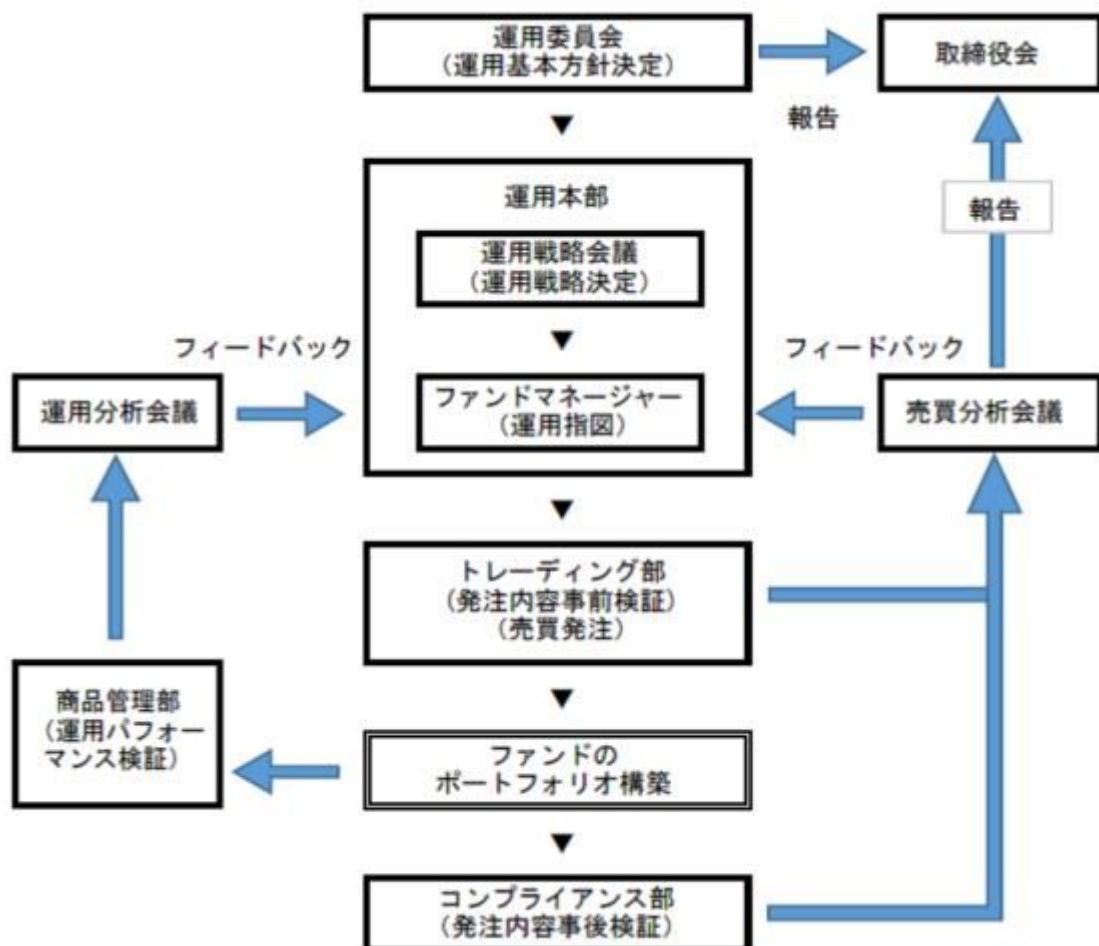 運用委員会
（運用基本方針決定）
取締役会
▼
報告
運用本部
報告
運用戦略会議
（運用戦略決定）
▼
フィードバック
フィードバック
運用分析会議
ファンドマネージャー
（運用指図）
売買分析会議
▼
トレーディング部
（発注内容事前検証）
（売買発注）
商品管理部
（運用パフォー
マンス検証）
▼
ファンドの
ポートフォリオ構築
▼
コンプライアンス部
（発注内容事後検証）